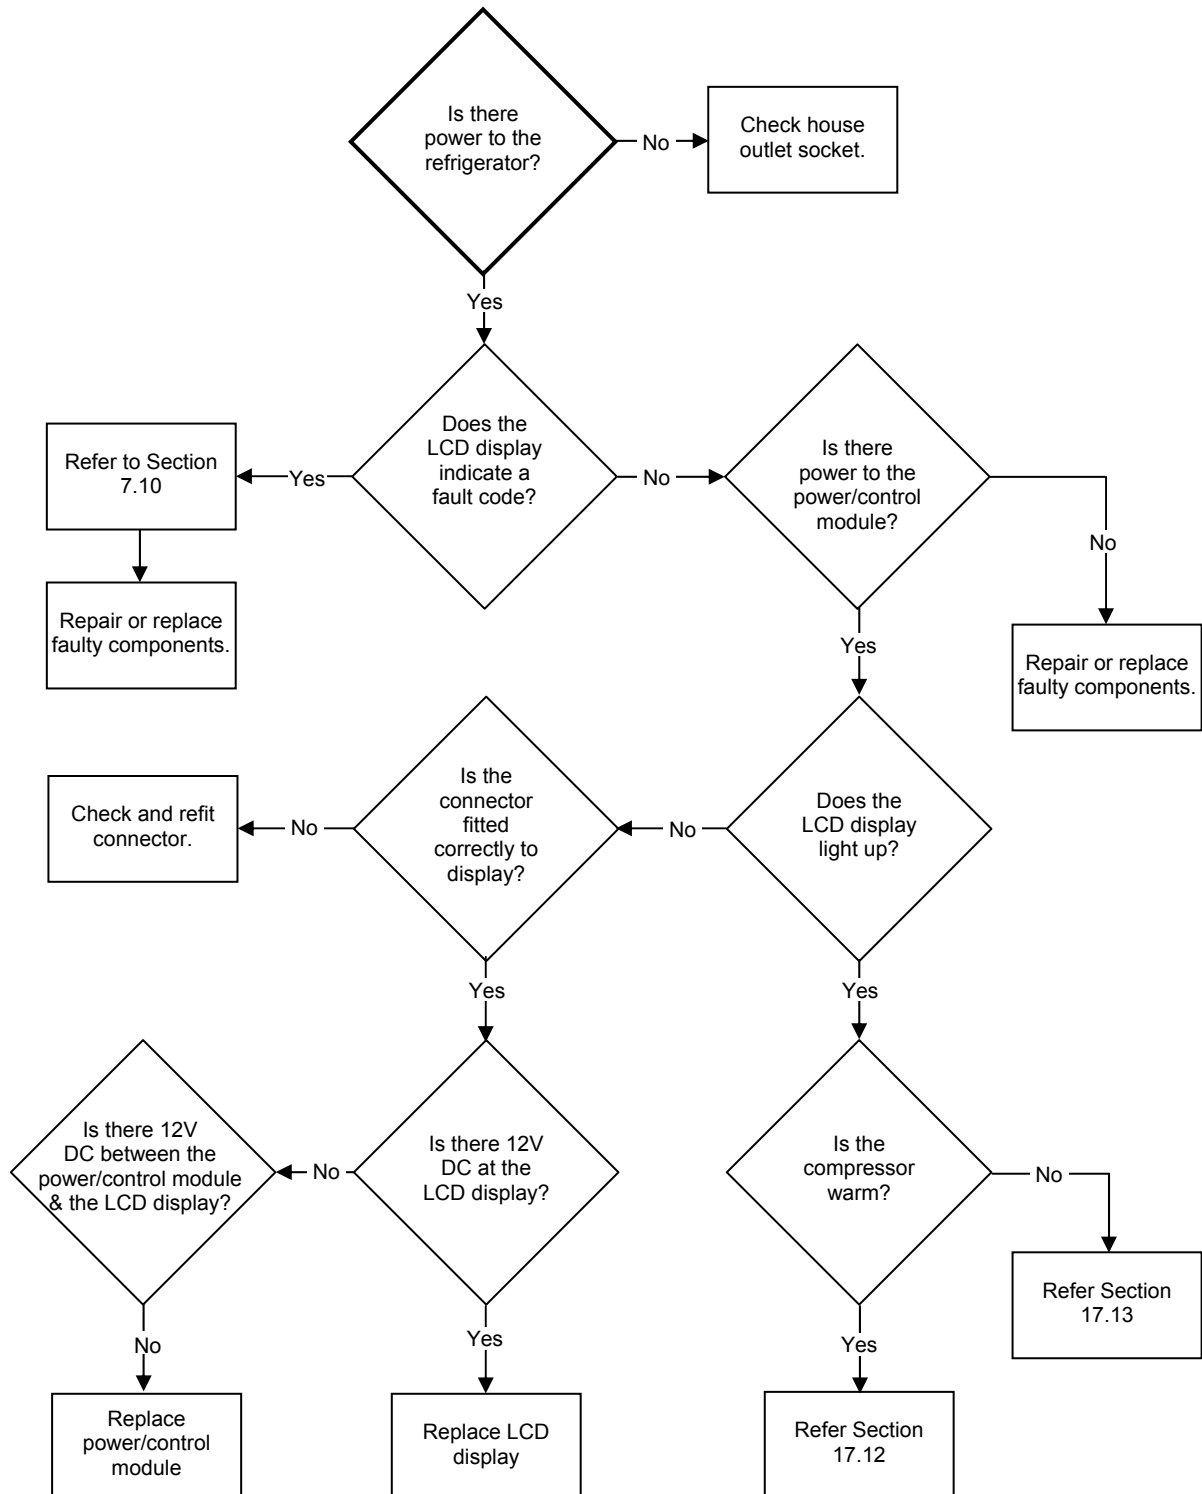 Is there
power to the
refrigerator?
No
Check house
outlet socket.
Yes
Does the
LCD display
indicate a
fault code?
Yes
Refer to Section
7.10
Repair or replace
faulty components.
No
Is there
power to the
power/control
module?
No
Repair or replace
faulty components.
Yes
Does the
LCD display
light up?
No
Is the
connector
fitted
correctly to
display?
No
Check and refit
connector.
Yes
Yes
Is there 12V
DC between the
power/control module
& the LCD display?
No
Is there 12V
DC at the
LCD display?
Is the
compressor
warm?
No
Refer Section
17.13
No
Yes
Yes
Replace
power/control
module
Replace LCD
display
Refer Section
17.12